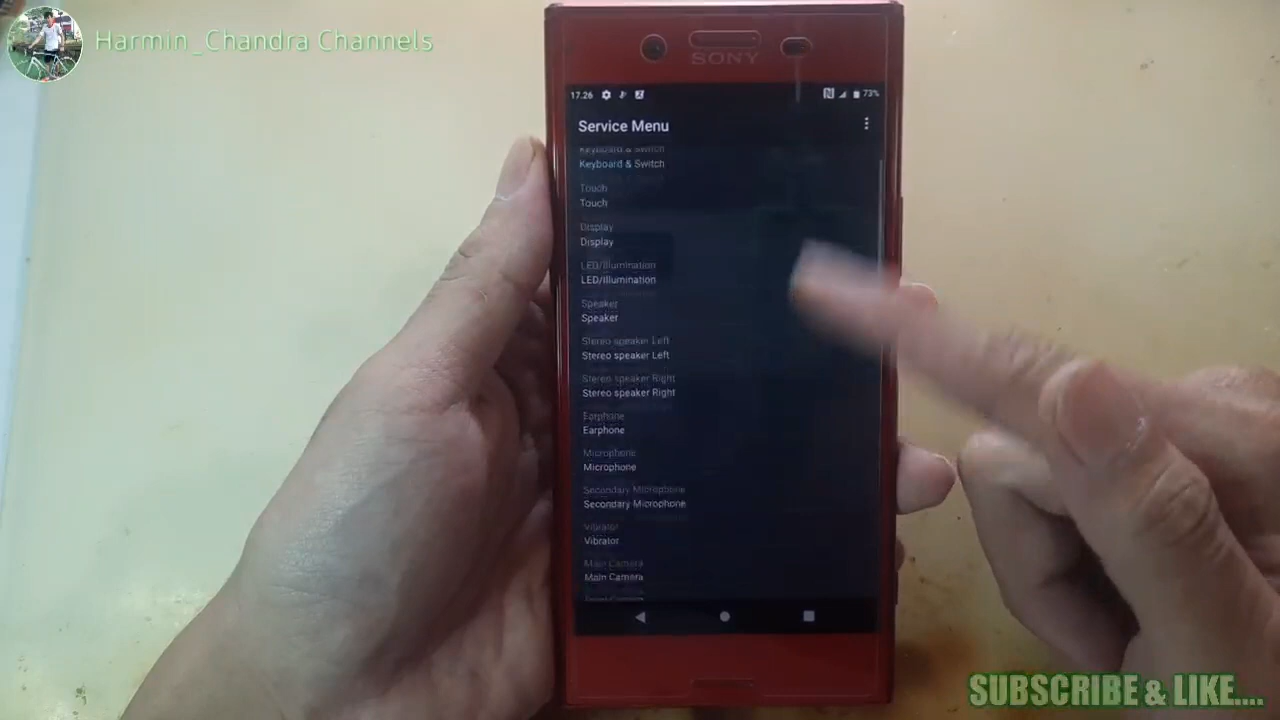 Harmin_Chandra Channels
SONY
17.26
73%
Service Menu
Keyboard & Switch
Keyboard & Switch
Touch
Touch
Display
Display
LED/Illumination
LED/Illumination
Speaker
Speaker
Stereo speaker Left
Stereo speaker Left
Stereo speaker Right
Stereo speaker Right
Earphone
Earphone
Microphone
Microphone
Secondary Microphone
Secondary Microphone
Vibrator
Vibrator
Main Camera
Main Camera
SUBSCRIBE & LIKE....